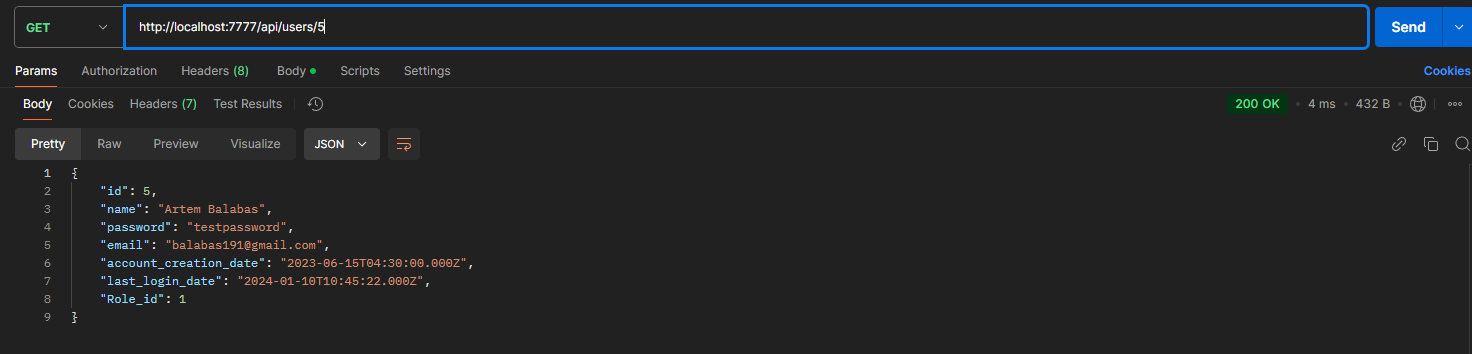 GET http://localhost:7777/api/users/5 Send
Params Authorization Headers (8) Body Scripts Settings Cookies
Body Cookies Headers (7) Test Results 200 OK 4 ms 432 B
Pretty Raw Preview Visualize JSON
1 {
2 "id": 5,
3 "name": "Artem Balabas",
4 "password": "testpassword",
5 "email": "balabas191@gmail.com",
6 "account_creation_date": "2023-06-15T04:30:00.000Z",
7 "last_login_date": "2024-01-10T10:45:22.000Z",
8 "Role_id": 1
9 }